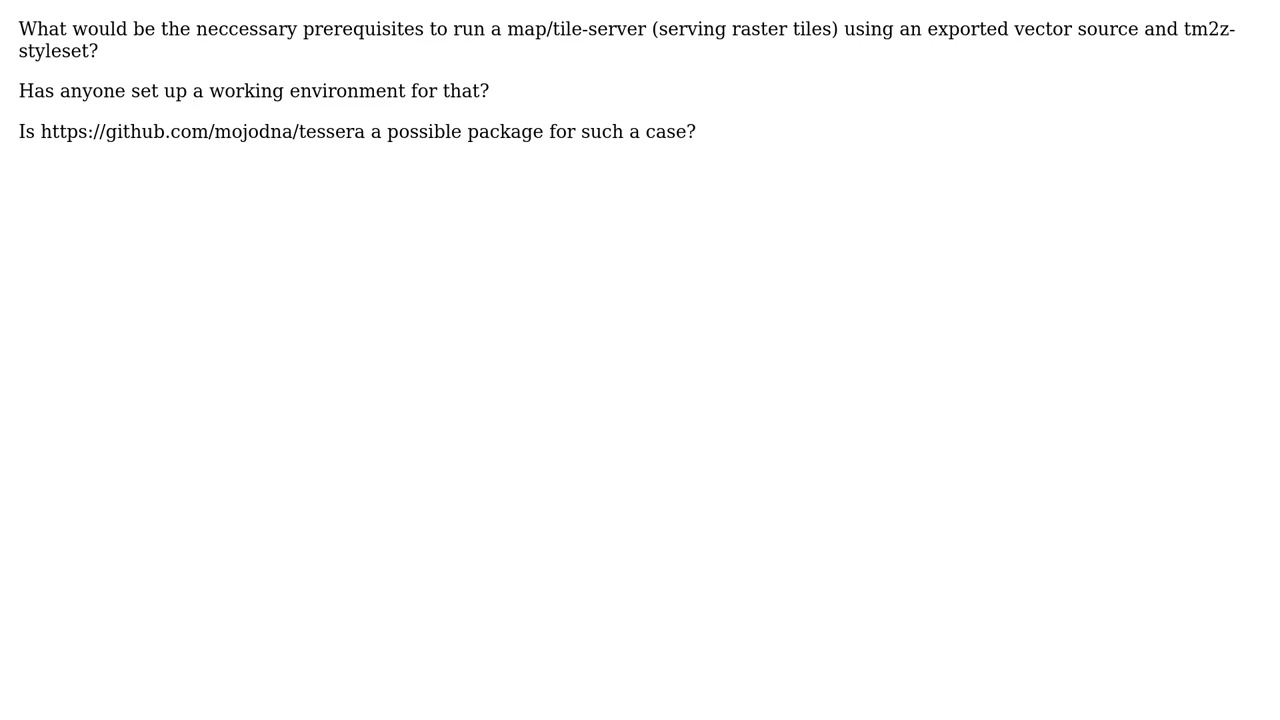 What would be the neccessary prerequisites to run a map/tile-server (serving raster tiles) using an exported vector source and tm2z-
styleset?
Has anyone set up a working environment for that?
Is https://github.com/mojodna/tessera a possible package for such a case?